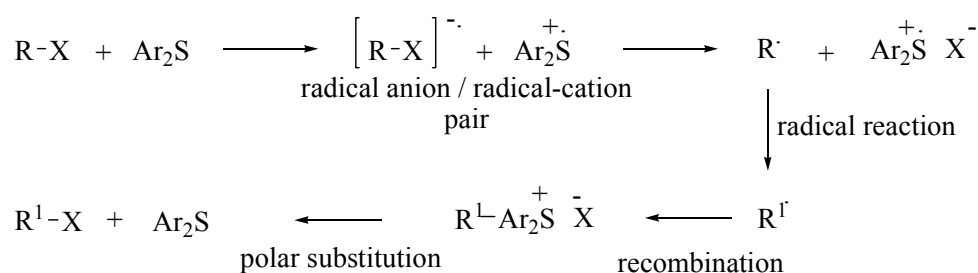 R-X + Ar₂S [R-X]⁻˙ + Ar₂S⁺˙ R˙ + Ar₂S⁺˙ X⁻
radical anion / radical-cation
pair
radical reaction
R¹-X + Ar₂S R¹-Ar₂S⁺ X⁻ R¹˙
polar substitution recombination